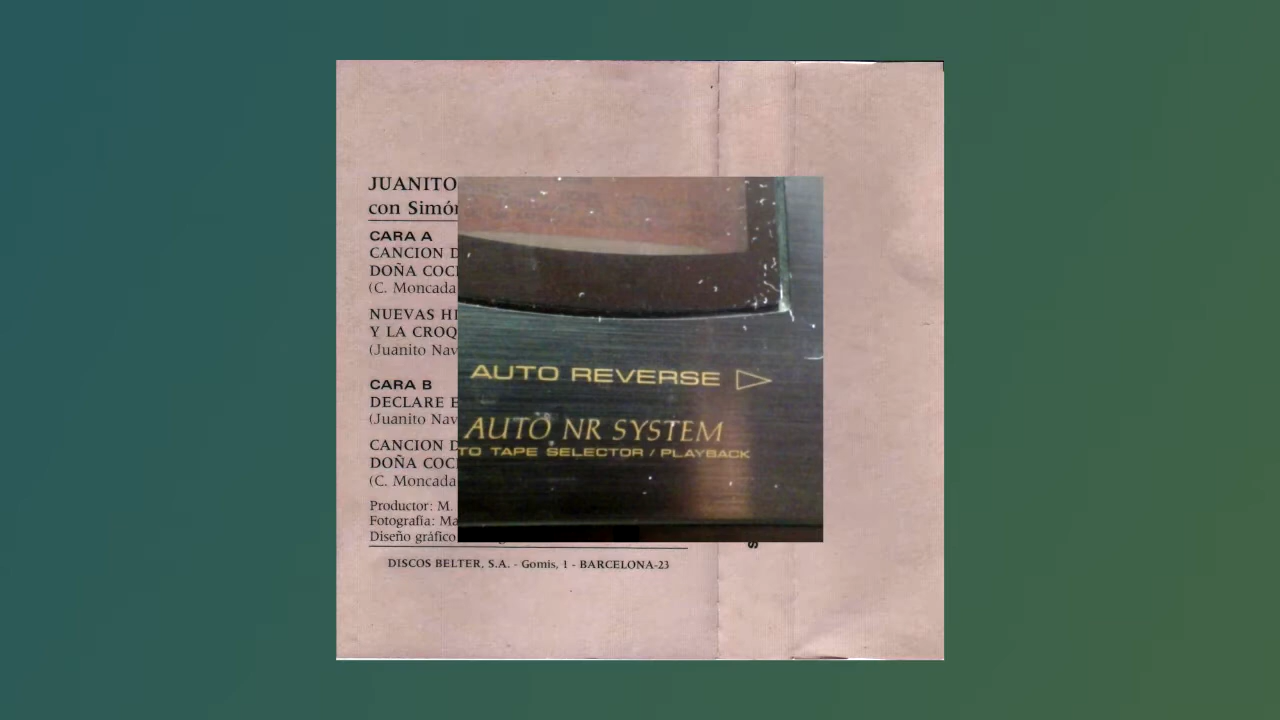 JUANITO
con Simón
CARA A
CANCION D
DOÑA COC
(C. Moncada
NUEVAS HI
Y LA CROQ
(Juanito Nav
CARA B
DECLARE E
(Juanito Nav
CANCION D
DOÑA COC
(C. Moncada
Productor: M.
Fotografía: Ma
Diseño gráfico
DISCOS BELTER, S.A. - Gomis, 1 - BARCELONA-23
AUTO REVERSE
AUTO NR SYSTEM
TO TAPE SELECTOR / PLAYBACK